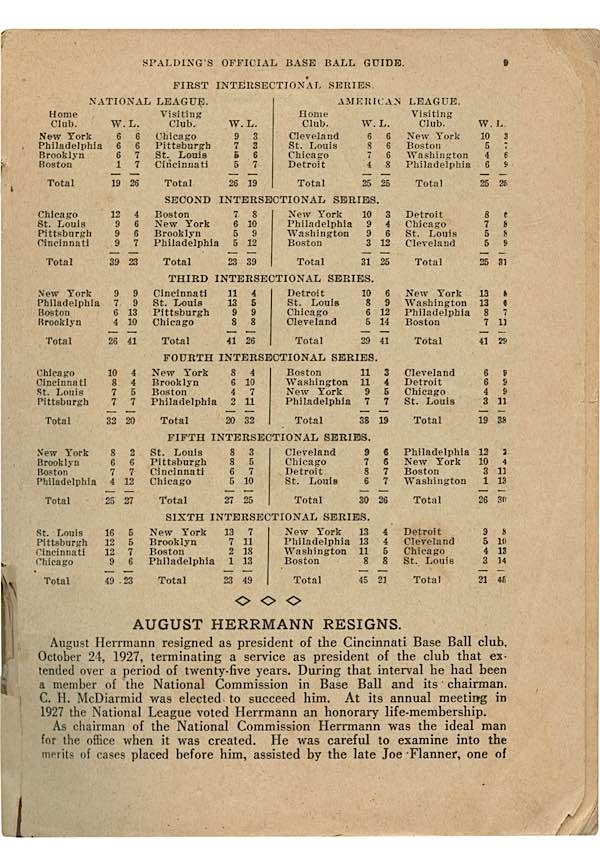 SPALDING'S OFFICIAL BASE BALL GUIDE. 9
FIRST INTERSECTIONAL SERIES.
NATIONAL LEAGUE. AMERICAN LEAGUE.
Home Visiting Home Visiting
Club. W. L. Club. W. L. Club. W. L. Club. W. L.
New York 6 6 Chicago 9 3 Cleveland 6 6 New York 10 3
Philadelphia 6 6 Pittsburgh 7 3 St. Louis 8 6 Boston 5 7
Brooklyn 6 7 St. Louis 5 6 Chicago 7 6 Washington 4 6
Boston 1 7 Cincinnati 5 7 Detroit 4 8 Philadelphia 6 9
Total 19 26 Total 26 19 Total 25 25 Total 25 25
SECOND INTERSECTIONAL SERIES.
Chicago 12 4 Boston 7 8 New York 10 3 Detroit 8
St. Louis 9 6 New York 6 10 Philadelphia 9 4 Chicago 7 8
Pittsburgh 9 6 Brooklyn 5 9 Washington 9 6 St. Louis 5 8
Cincinnati 9 7 Philadelphia 5 12 Boston 3 12 Cleveland 5 9
Total 39 23 Total 23 39 Total 31 25 Total 25 31
THIRD INTERSECTIONAL SERIES.
New York 9 9 Cincinnati 11 4 Detroit 10 6 New York 13
Philadelphia 7 9 St. Louis 13 5 St. Louis 8 9 Washington 13
Boston 6 13 Pittsburgh 9 9 Chicago 6 12 Philadelphia 8 7
Brooklyn 4 10 Chicago 8 8 Cleveland 5 14 Boston 7 11
Total 26 41 Total 41 26 Total 29 41 Total 41 29
FOURTH INTERSECTIONAL SERIES.
Chicago 10 4 New York 8 4 Boston 11 3 Cleveland 6 9
Cincinnati 8 4 Brooklyn 6 10 Washington 11 4 Detroit 6 9
St. Louis 7 5 Boston 4 7 New York 9 5 Chicago 4 9
Pittsburgh 7 7 Philadelphia 2 11 Philadelphia 7 7 St. Louis 3 11
Total 32 20 Total 20 32 Total 38 19 Total 19 38
FIFTH INTERSECTIONAL SERIES.
New York 8 2 St. Louis 8 3 Cleveland 9 6 Philadelphia 12
Brooklyn 6 6 Pittsburgh 8 5 Chicago 7 6 New York 10 4
Boston 7 7 Cincinnati 6 7 Detroit 8 7 Boston 3 11
Philadelphia 4 12 Chicago 5 10 St. Louis 6 7 Washington 1 13
Total 25 27 Total 27 25 Total 30 26 Total 26 30
SIXTH INTERSECTIONAL SERIES.
St. Louis 16 5 New York 13 7 New York 13 4 Detroit 9 8
Pittsburgh 12 5 Brooklyn 7 11 Philadelphia 13 4 Cleveland 5 10
Cincinnati 12 7 Boston 2 18 Washington 11 5 Chicago 4 13
Chicago 9 6 Philadelphia 1 13 Boston 8 8 St. Louis 3 14
Total 49 23 Total 23 49 Total 45 21 Total 21 45
AUGUST HERRMANN RESIGNS.
August Herrmann resigned as president of the Cincinnati Base Ball club,
October 24, 1927, terminating a service as president of the club that ex-
tended over a period of twenty-five years. During that interval he had been
a member of the National Commission in Base Ball and its chairman.
C. H. McDiarmid was elected to succeed him. At its annual meeting in
1927 the National League voted Herrmann an honorary life-membership.
As chairman of the National Commission Herrmann was the ideal man
for the office when it was created. He was careful to examine into the
merits of cases placed before him, assisted by the late Joe Flanner, one of